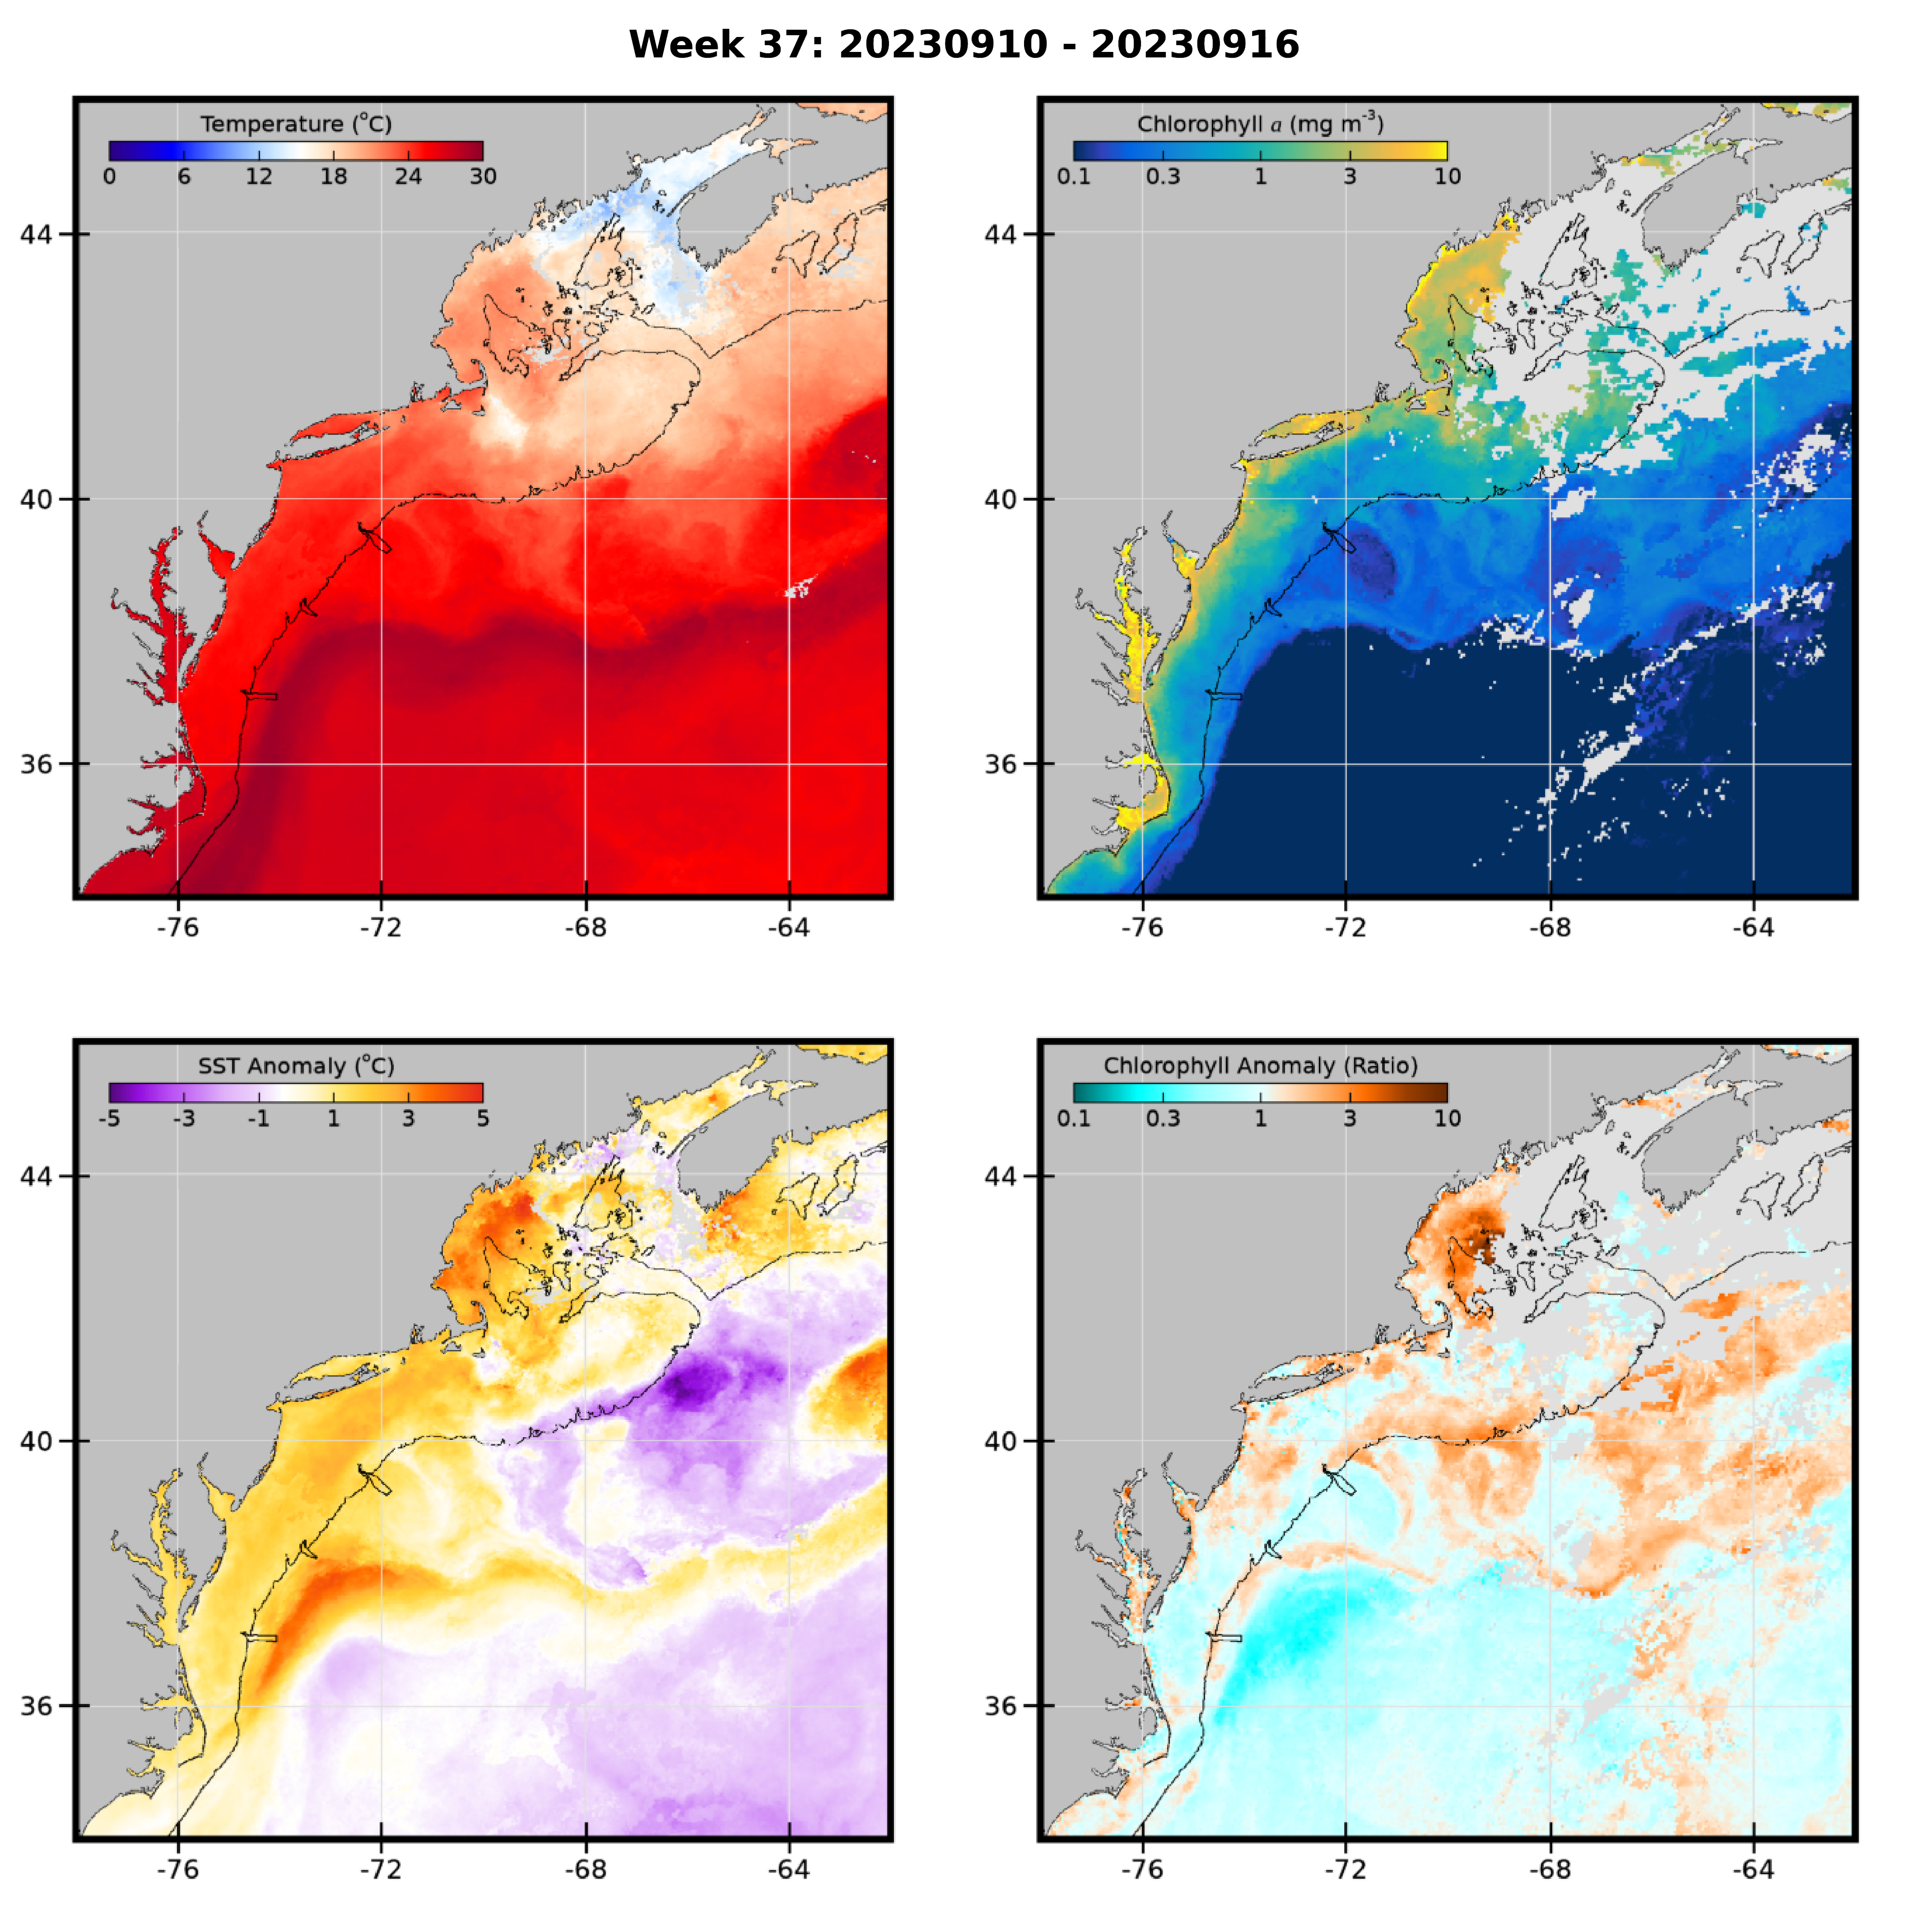 Week 37: 20230910 - 20230916
Temperature (°C)
0 6 12 18 24 30
44
40
36
-76 -72 -68 -64
Chlorophyll a (mg m⁻³)
0.1 0.3 1 3 10
44
40
36
-76 -72 -68 -64
SST Anomaly (°C)
-5 -3 -1 1 3 5
44
40
36
-76 -72 -68 -64
Chlorophyll Anomaly (Ratio)
0.1 0.3 1 3 10
44
40
36
-76 -72 -68 -64